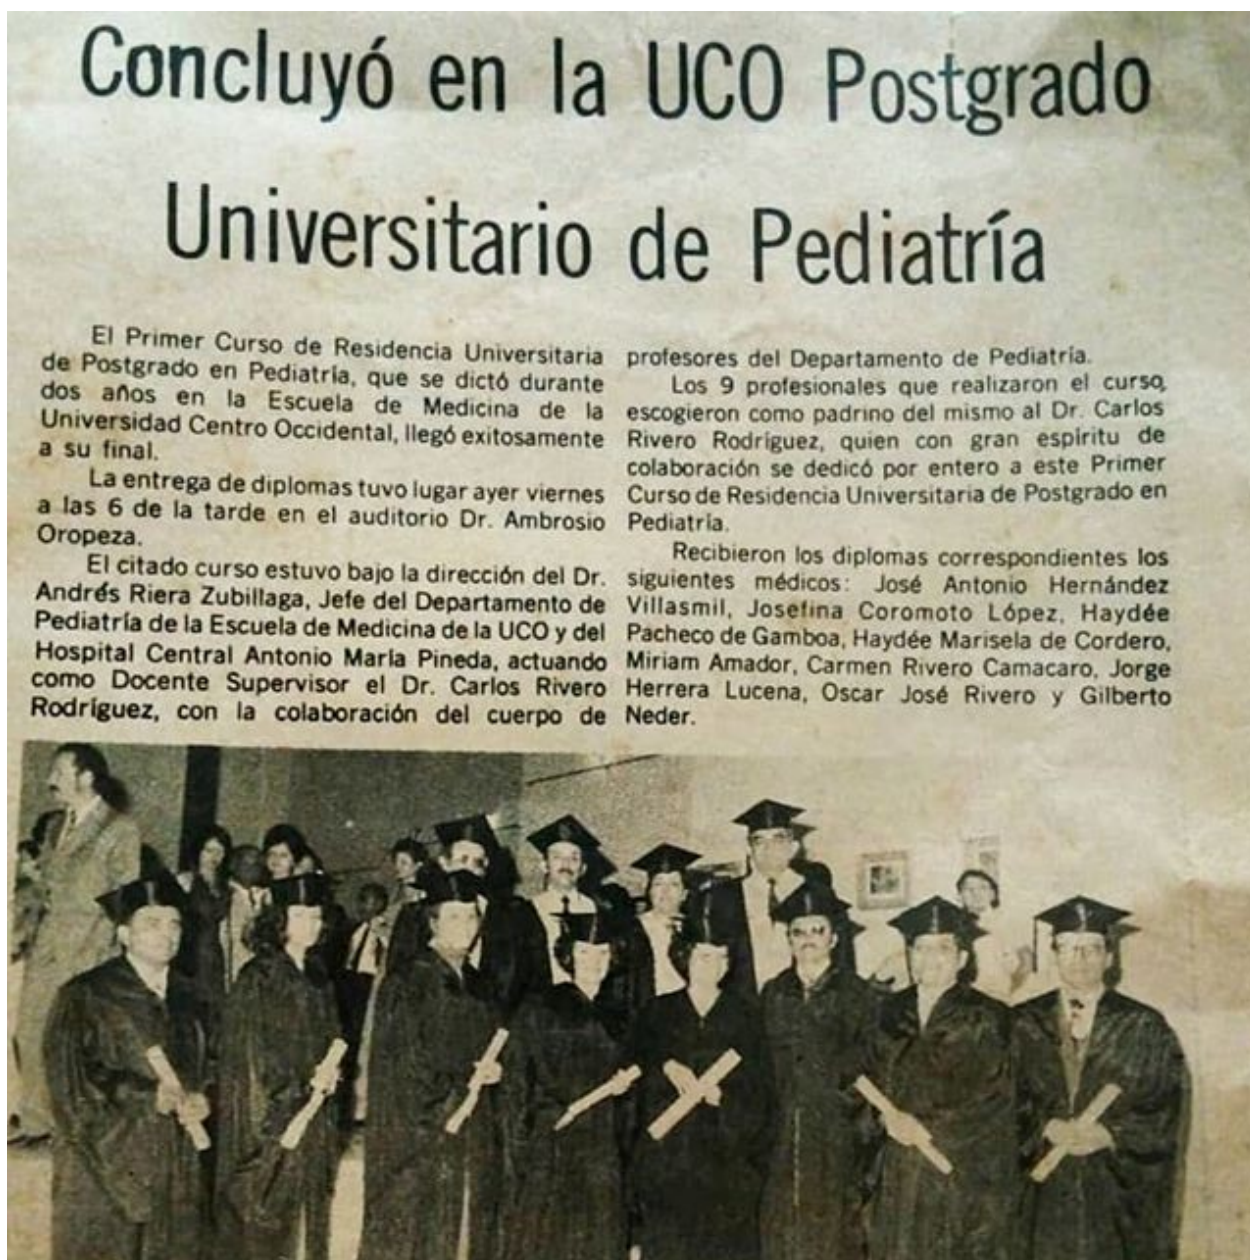 Concluyó en la UCO Postgrado
Universitario de Pediatría
El Primer Curso de Residencia Universitaria
de Postgrado en Pediatría, que se dictó durante
dos años en la Escuela de Medicina de la
Universidad Centro Occidental, llegó exitosamente
a su final.
La entrega de diplomas tuvo lugar ayer viernes
a las 6 de la tarde en el auditorio Dr. Ambrosio
Oropeza.
El citado curso estuvo bajo la dirección del Dr.
Andrés Riera Zubillaga, Jefe del Departamento de
Pediatría de la Escuela de Medicina de la UCO y del
Hospital Central Antonio María Pineda, actuando
como Docente Supervisor el Dr. Carlos Rivero
Rodríguez, con la colaboración del cuerpo de
profesores del Departamento de Pediatría.
Los 9 profesionales que realizaron el curso,
escogieron como padrino del mismo al Dr. Carlos
Rivero Rodríguez, quien con gran espíritu de
colaboración se dedicó por entero a este Primer
Curso de Residencia Universitaria de Postgrado en
Pediatría.
Recibieron los diplomas correspondientes los
siguientes médicos: José Antonio Hernández
Villasmil, Josefina Coromoto López, Haydée
Pacheco de Gamboa, Haydée Marisela de Cordero,
Miriam Amador, Carmen Rivero Camacaro, Jorge
Herrera Lucena, Oscar José Rivero y Gilberto
Neder.